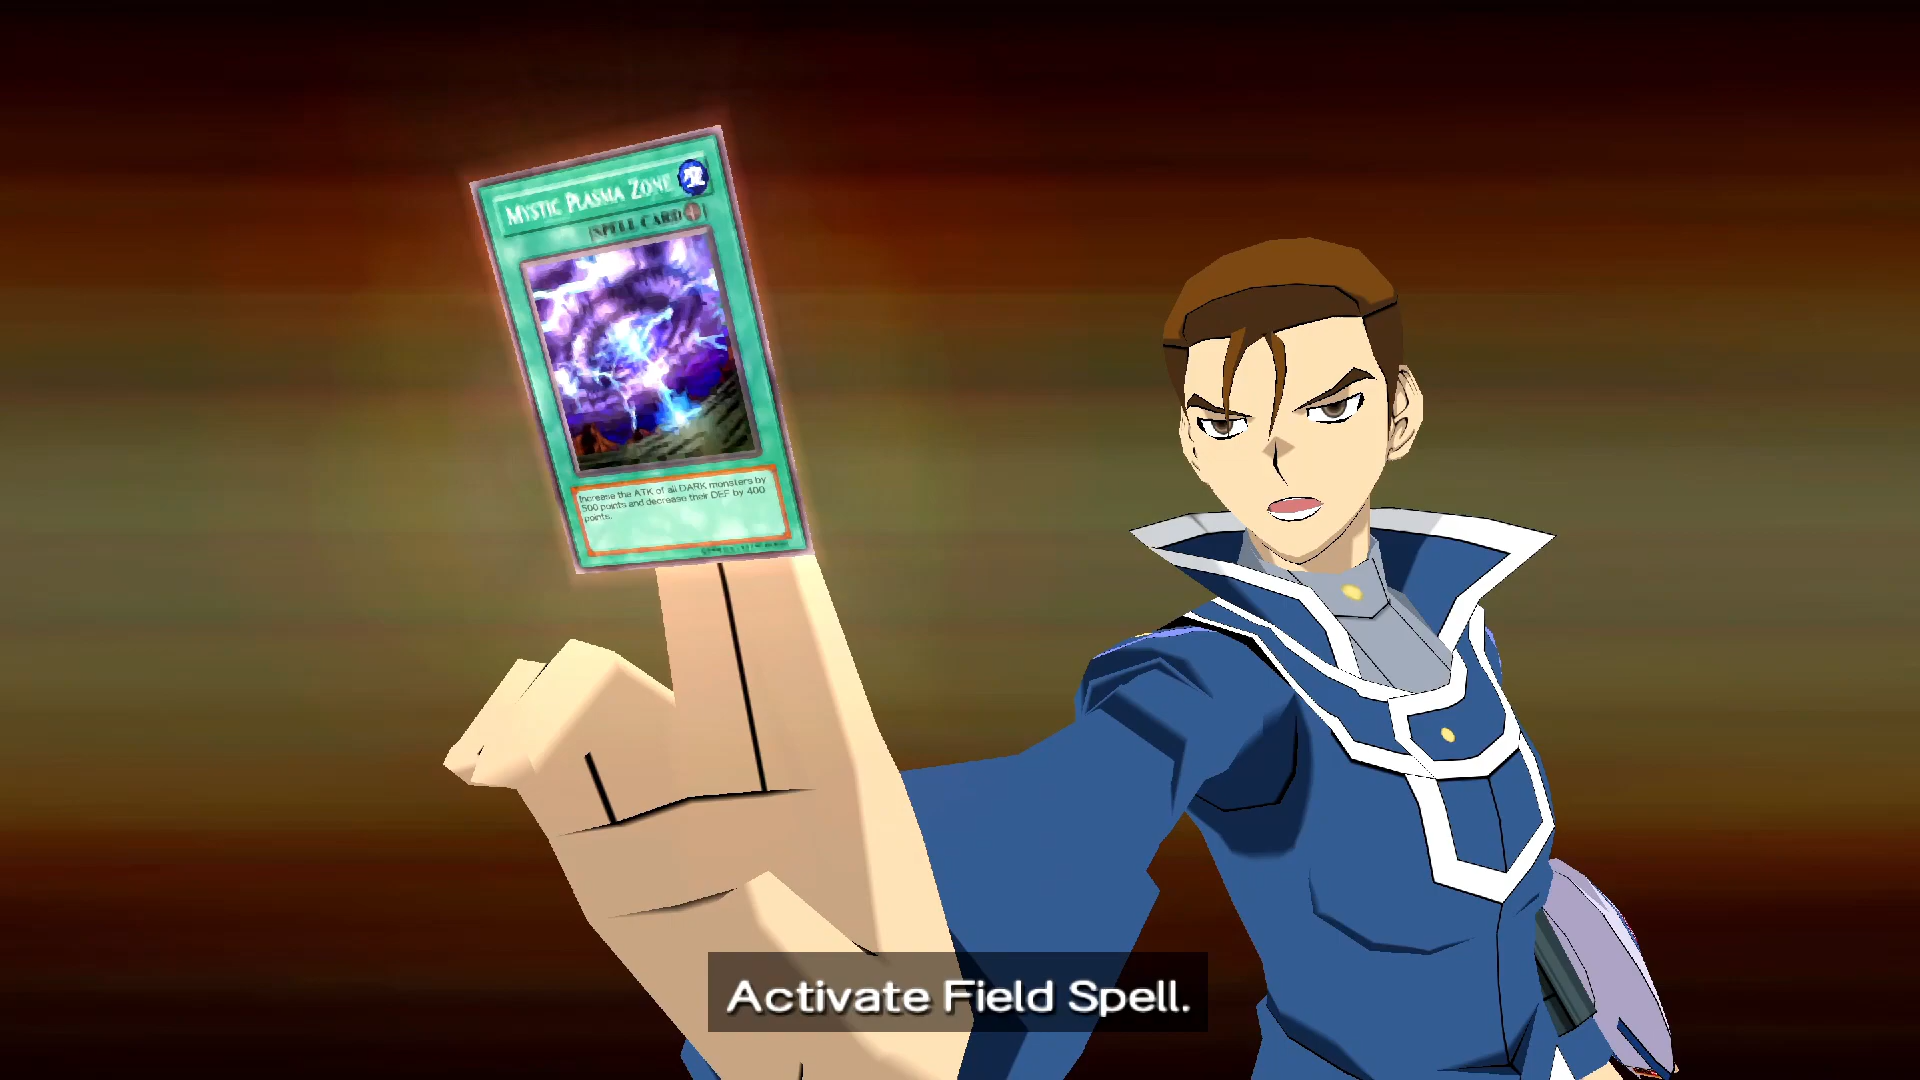 MYSTIC PLASMA ZONE
[SPELL CARD]
Increase the ATK of all DARK monsters by
500 points and decrease their DEF by 400
points.
Activate Field Spell.